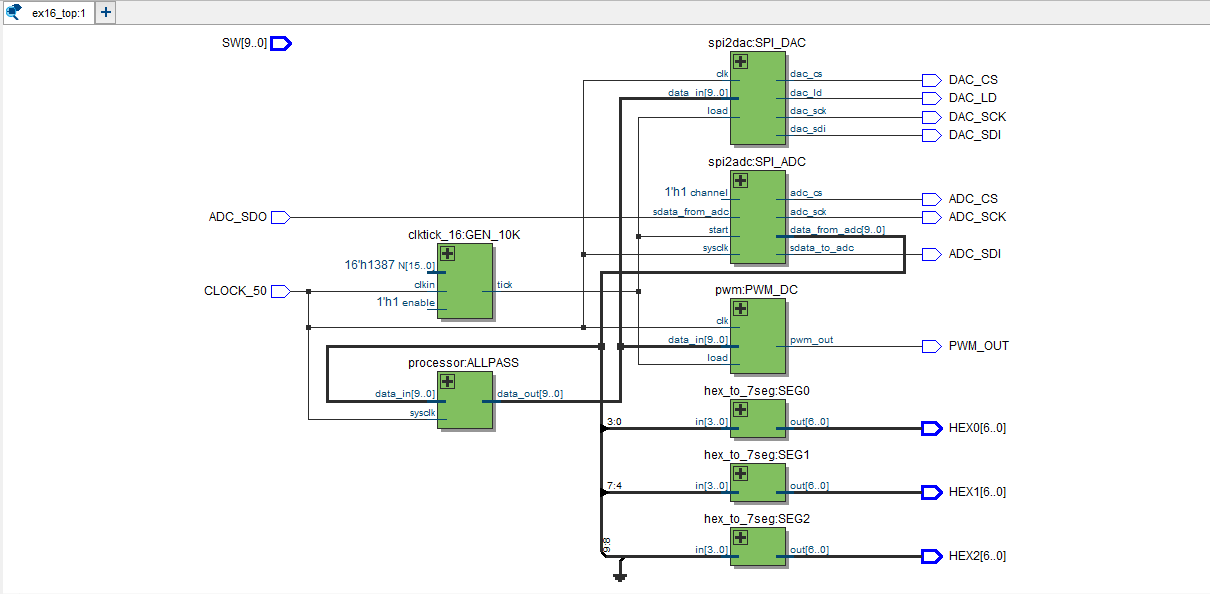 ex16_top:1
SW[9..0]
spi2dac:SPI_DAC
clk
dac_cs
DAC_CS
data_in[9..0]
dac_ld
DAC_LD
load
dac_sck
DAC_SCK
dac_sdi
DAC_SDI
spi2adc:SPI_ADC
1'h1 channel
adc_cs
ADC_CS
ADC_SDO
sdata_from_adc
adc_sck
ADC_SCK
start
data_from_adc[9..0]
sysclk
sdata_to_adc
ADC_SDI
clktick_16:GEN_10K
16'h1387 N[15..0]
CLOCK_50
clkin
tick
1'h1 enable
pwm:PWM_DC
clk
data_in[9..0]
pwm_out
PWM_OUT
load
processor:ALLPASS
data_in[9..0]
data_out[9..0]
sysclk
hex_to_7seg:SEG0
3:0
in[3..0]
out[6..0]
HEX0[6..0]
hex_to_7seg:SEG1
7:4
in[3..0]
out[6..0]
HEX1[6..0]
hex_to_7seg:SEG2
9:8
in[3..0]
out[6..0]
HEX2[6..0]